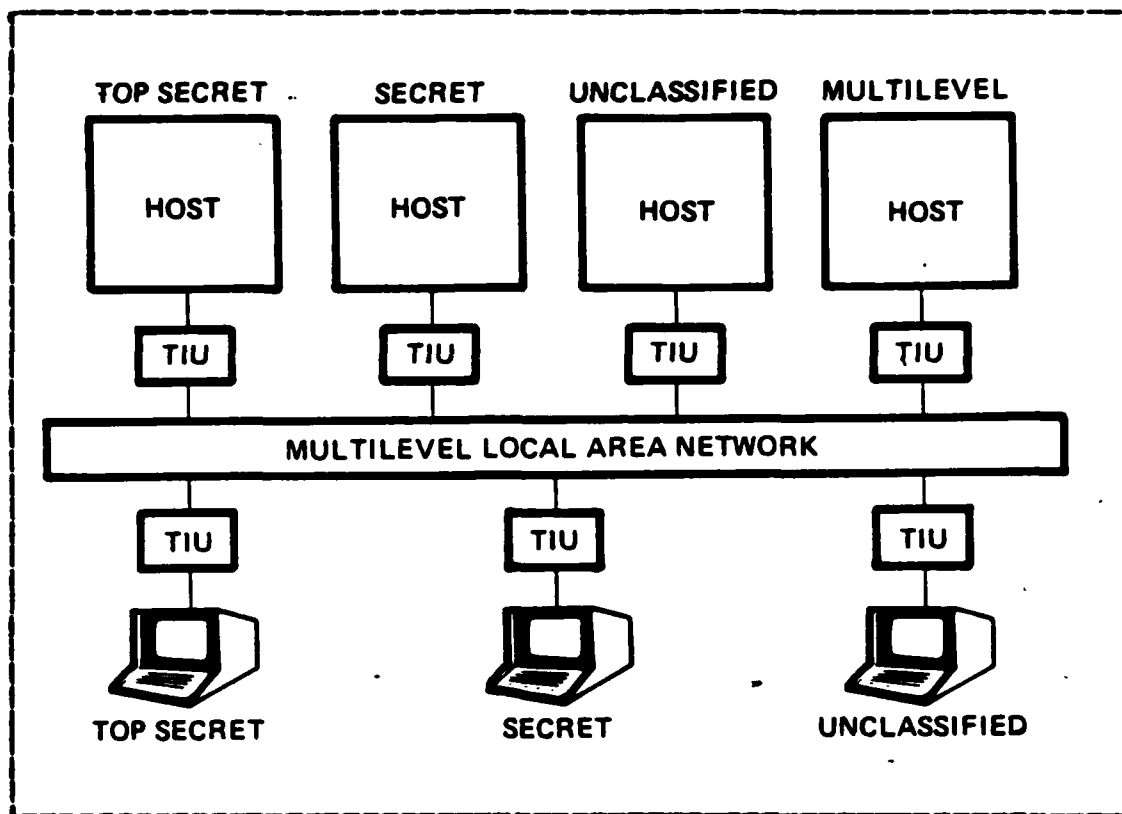 TOP SECRET SECRET UNCLASSIFIED MULTILEVEL
HOST HOST HOST HOST
TIU TIU TIU TIU
MULTILEVEL LOCAL AREA NETWORK
TIU TIU TIU
TOP SECRET SECRET UNCLASSIFIED